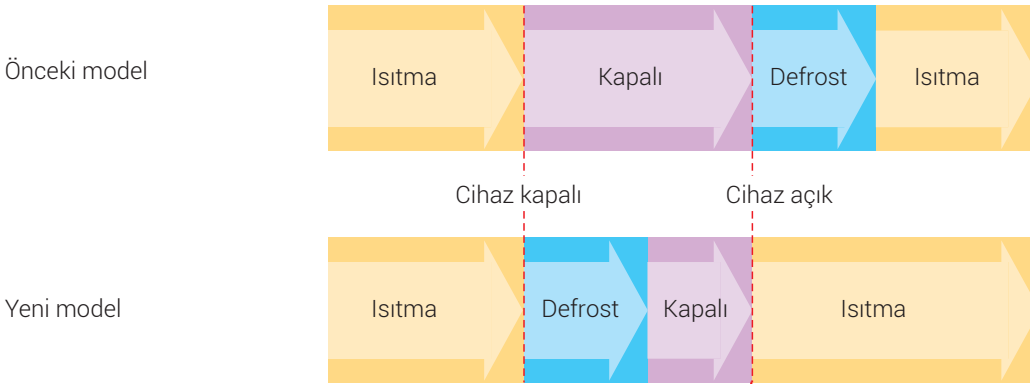 Önceki model
Isıtma
Kapalı
Defrost
Isıtma
Cihaz kapalı
Cihaz açık
Yeni model
Isıtma
Defrost
Kapalı
Isıtma